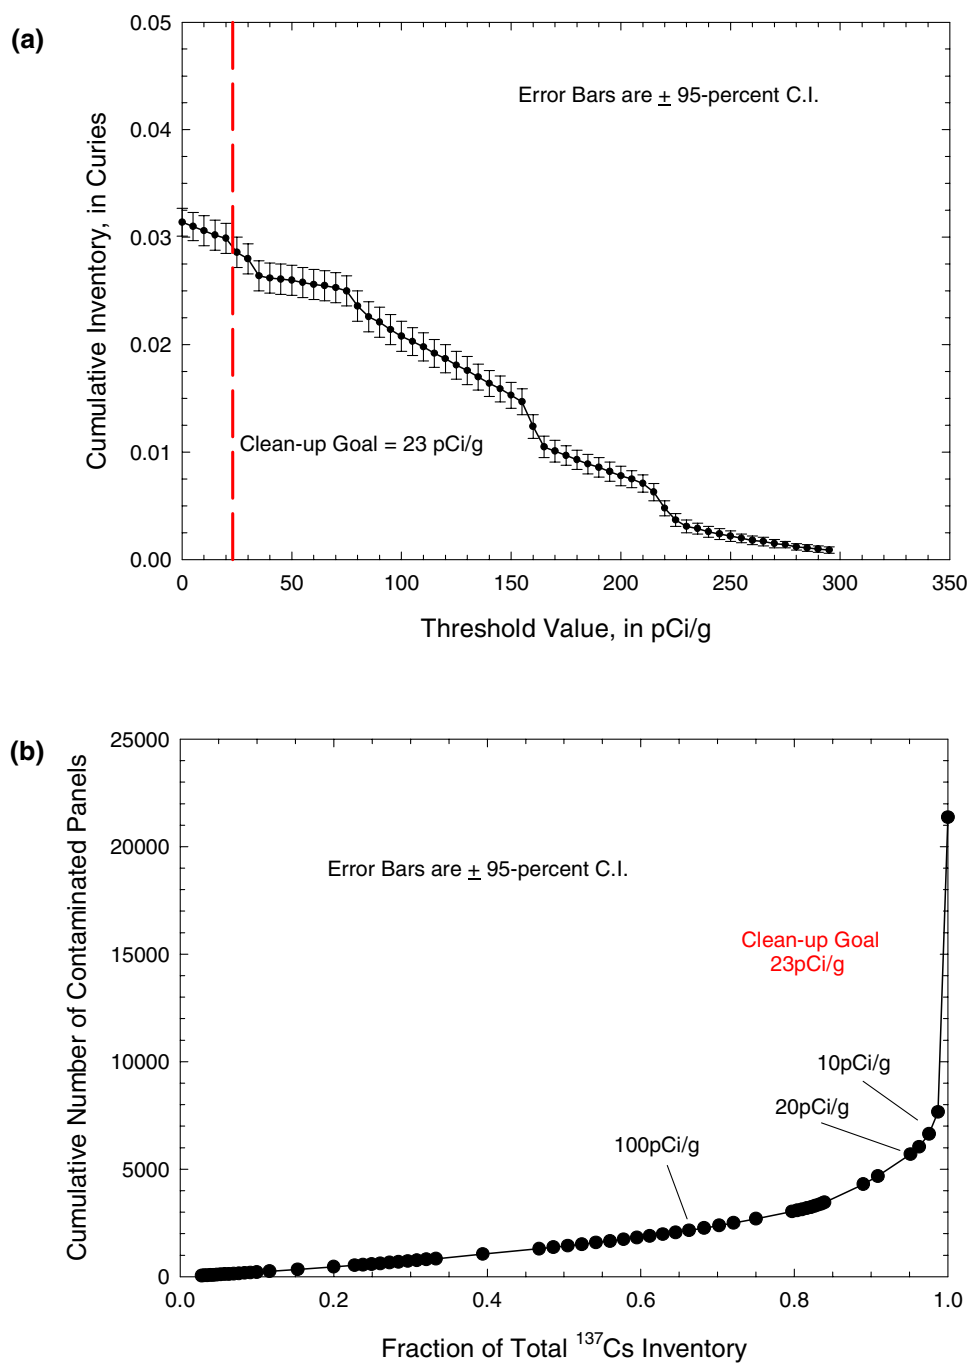 (a)
0.05
0.04
0.03
0.02
0.01
0.00
Cumulative Inventory, in Curies
Error Bars are ± 95-percent C.I.
Clean-up Goal = 23 pCi/g
0 50 100 150 200 250 300 350
Threshold Value, in pCi/g
(b)
25000
20000
15000
10000
5000
0
Cumulative Number of Contaminated Panels
Error Bars are ± 95-percent C.I.
Clean-up Goal
23pCi/g
10pCi/g
20pCi/g
100pCi/g
0.0 0.2 0.4 0.6 0.8 1.0
Fraction of Total ¹³⁷Cs Inventory